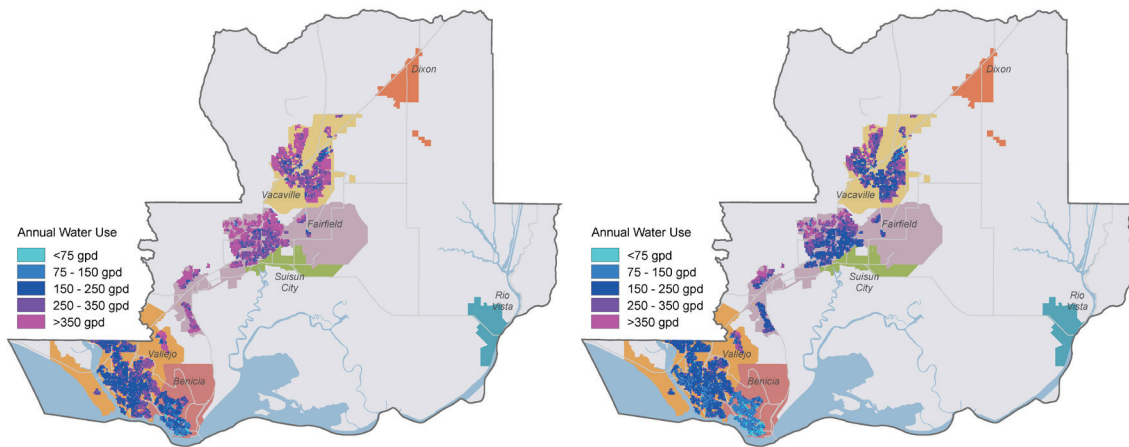 Dixon
Vacaville
Fairfield
Annual Water Use
<75 gpd
75 - 150 gpd
150 - 250 gpd
250 - 350 gpd
>350 gpd
Suisun
City
Rio
Vista
Vallejo
Benicia
Dixon
Vacaville
Fairfield
Annual Water Use
<75 gpd
75 - 150 gpd
150 - 250 gpd
250 - 350 gpd
>350 gpd
Suisun
City
Rio
Vista
Vallejo
Benicia